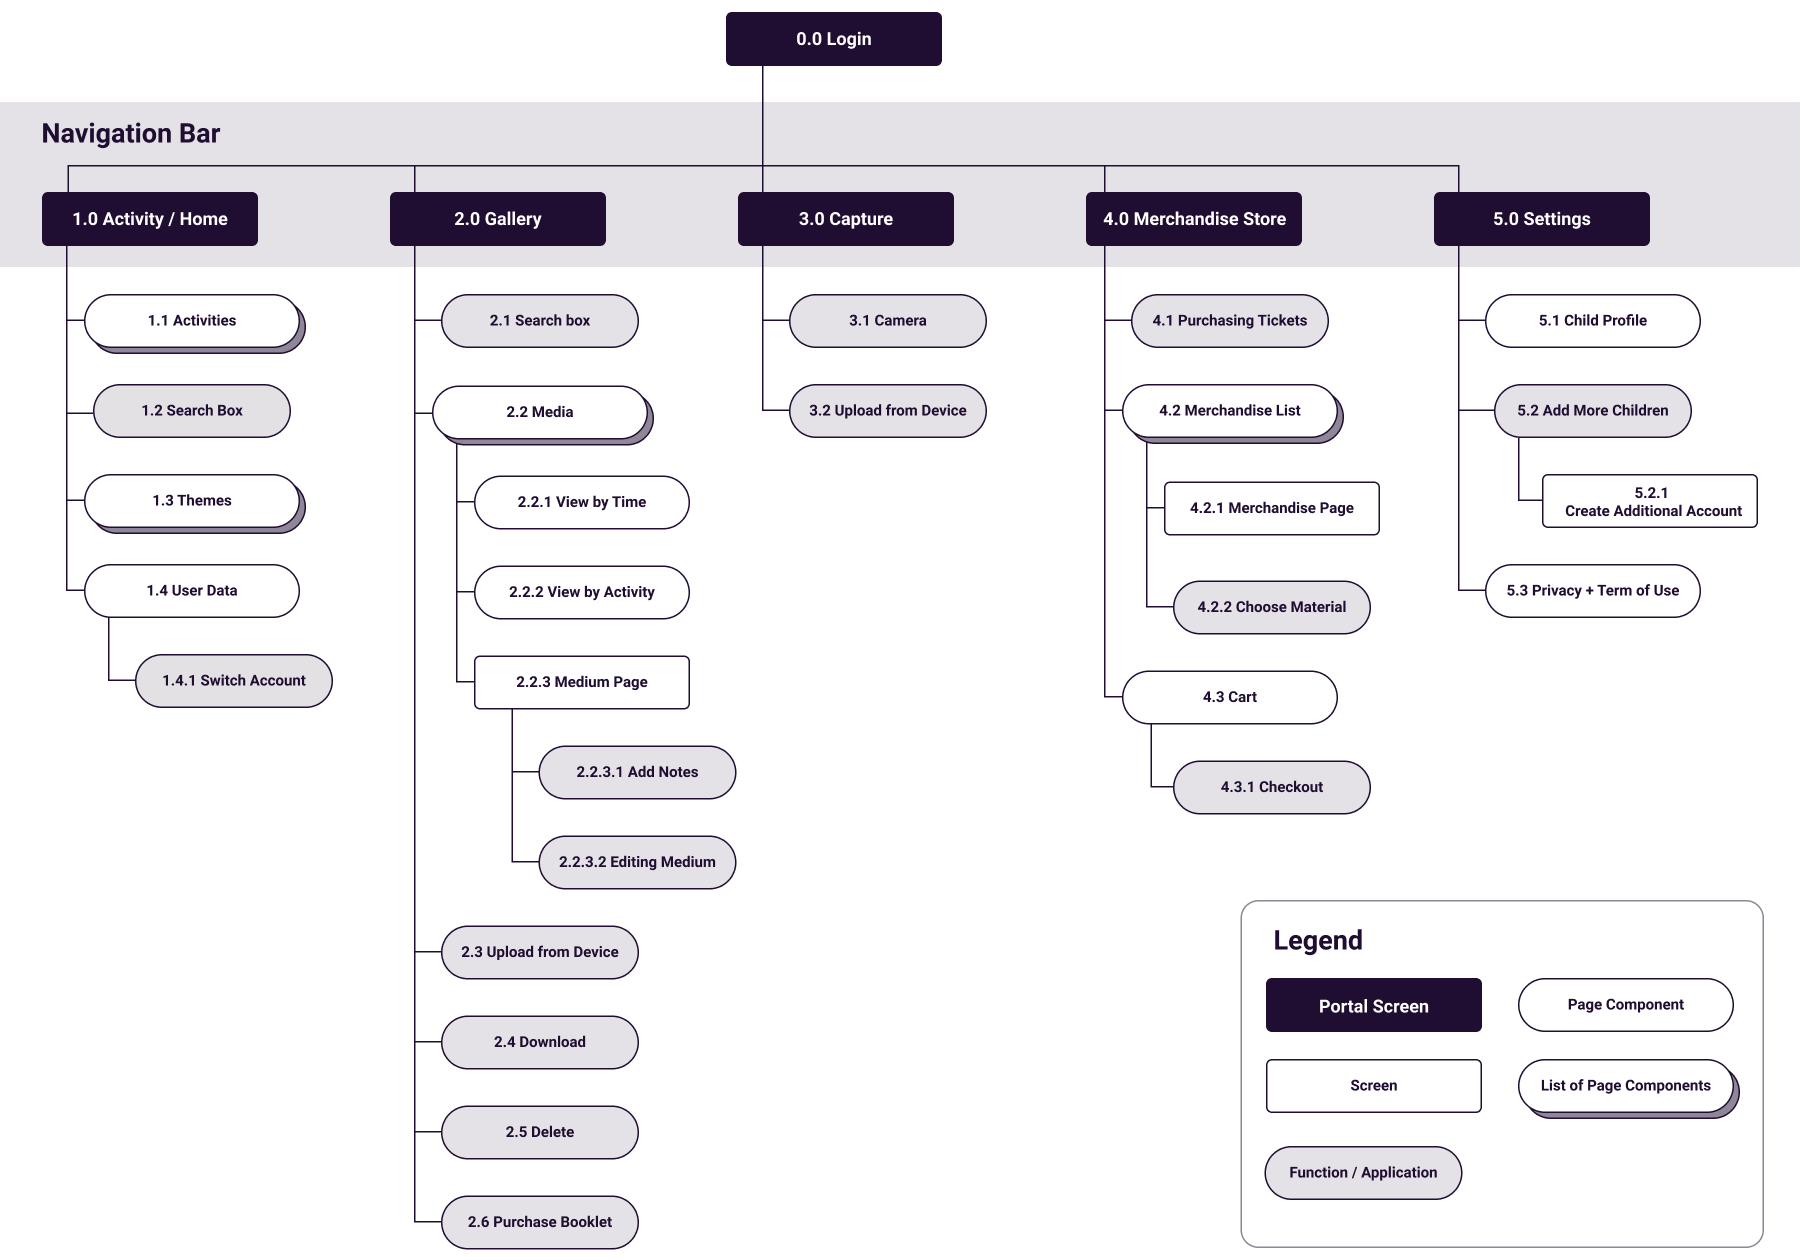 0.0 Login
Navigation Bar
1.0 Activity / Home
2.0 Gallery
3.0 Capture
4.0 Merchandise Store
5.0 Settings
1.1 Activities
1.2 Search Box
1.3 Themes
1.4 User Data
1.4.1 Switch Account
2.1 Search box
2.2 Media
2.2.1 View by Time
2.2.2 View by Activity
2.2.3 Medium Page
2.2.3.1 Add Notes
2.2.3.2 Editing Medium
2.3 Upload from Device
2.4 Download
2.5 Delete
2.6 Purchase Booklet
3.1 Camera
3.2 Upload from Device
4.1 Purchasing Tickets
4.2 Merchandise List
4.2.1 Merchandise Page
4.2.2 Choose Material
4.3 Cart
4.3.1 Checkout
5.1 Child Profile
5.2 Add More Children
5.2.1
Create Additional Account
5.3 Privacy + Term of Use
Legend
Portal Screen
Page Component
Screen
List of Page Components
Function / Application